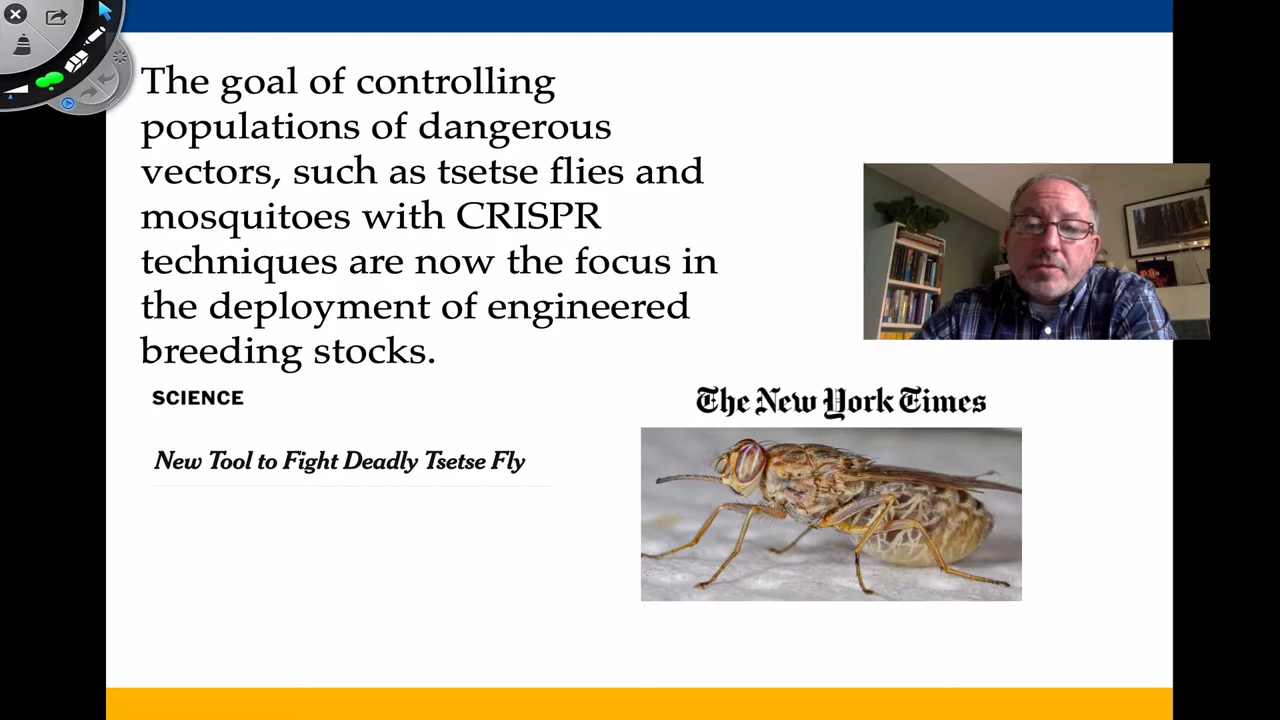 The goal of controlling
populations of dangerous
vectors, such as tsetse flies and
mosquitoes with CRISPR
techniques are now the focus in
the deployment of engineered
breeding stocks.
SCIENCE
The New York Times
New Tool to Fight Deadly Tsetse Fly